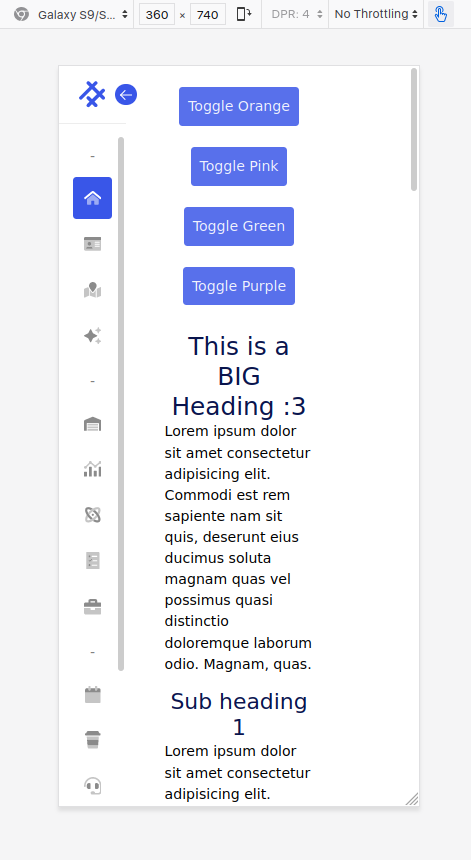 Galaxy S9/S... 360 × 740 DPR: 4 No Throttling
Toggle Orange
-
Toggle Pink
Toggle Green
Toggle Purple
This is a
BIG
-
Heading :3
Lorem ipsum dolor
sit amet consectetur
adipisicing elit.
Commodi est rem
sapiente nam sit
quis, deserunt eius
ducimus soluta
magnam quas vel
possimus quasi
distinctio
doloremque laborum
-
odio. Magnam, quas.
Sub heading
1
Lorem ipsum dolor
sit amet consectetur
adipisicing elit.